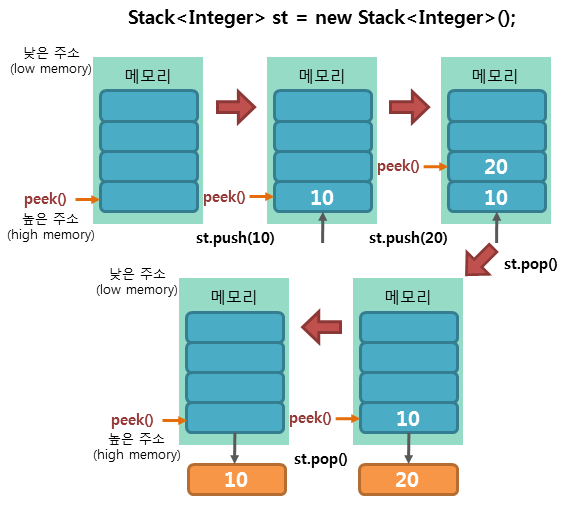 Stack<Integer> st = new Stack<Integer>();
낮은 주소
(low memory)
메모리
메모리
메모리
peek()
높은 주소
(high memory)
peek()
10
peek()
20
10
st.push(10)
st.push(20)
st.pop()
낮은 주소
(low memory)
메모리
메모리
peek()
높은 주소
(high memory)
peek()
10
st.pop()
10
20